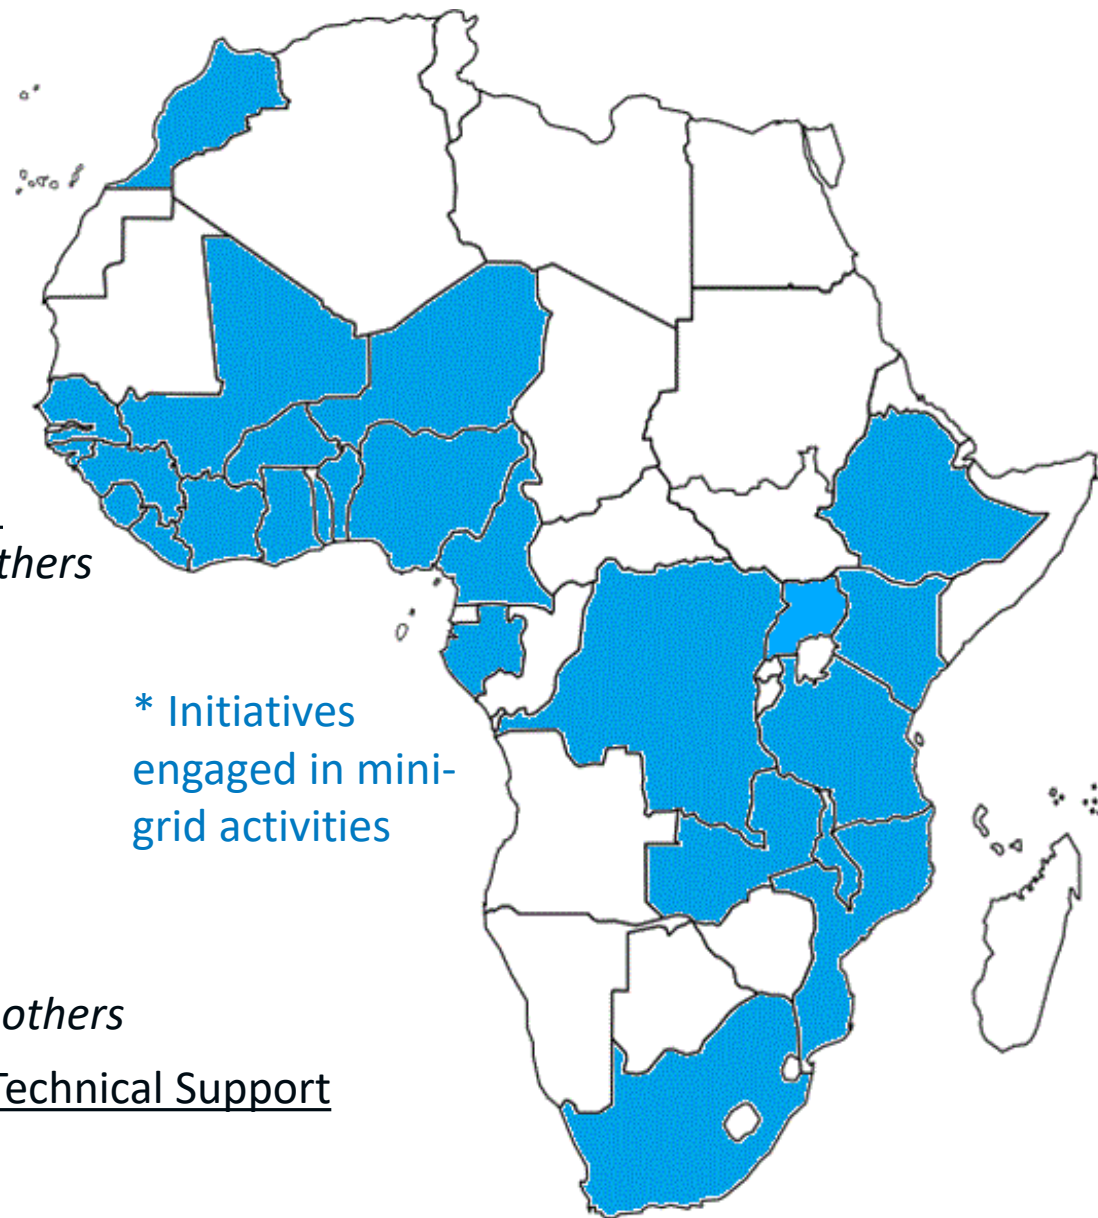 thers
* Initiatives
engaged in mini-
grid activities
others
Technical Support